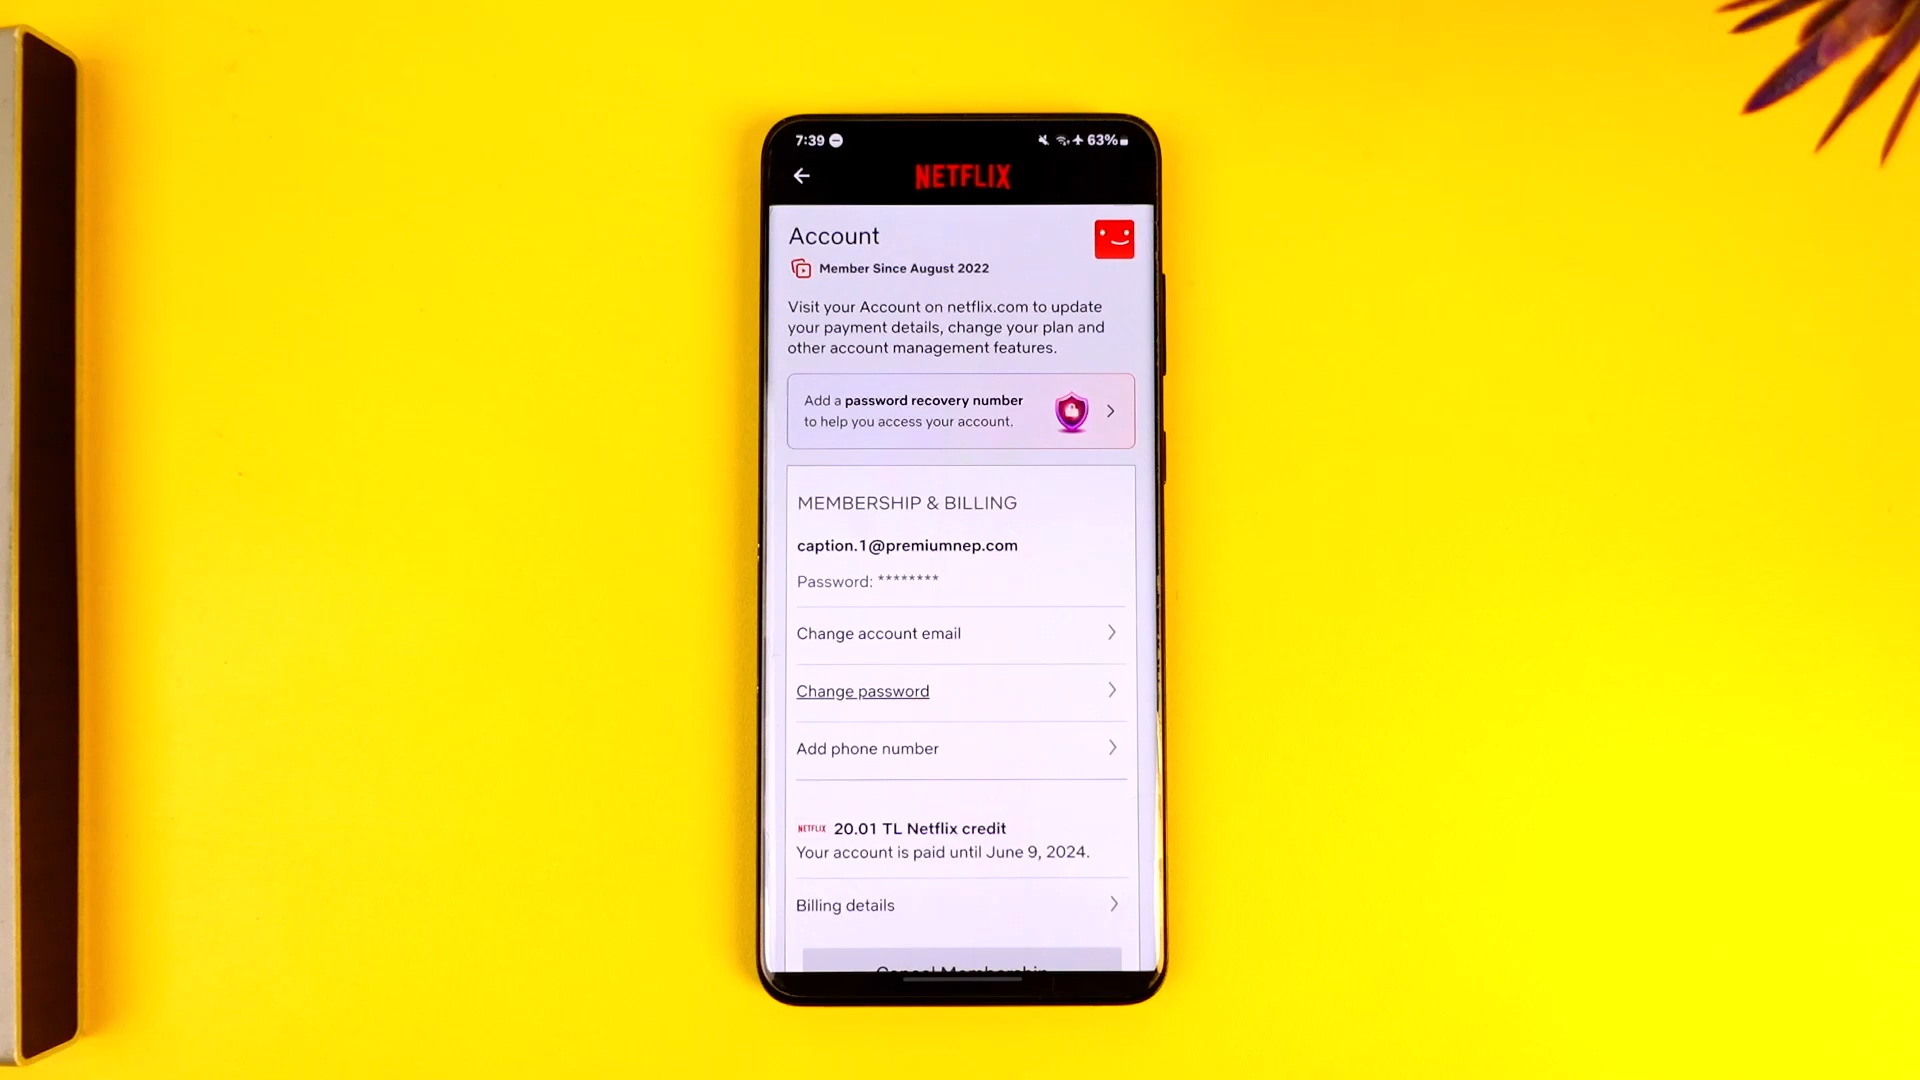 7:39
63%
NETFLIX
Account
Member Since August 2022
Visit your Account on netflix.com to update
your payment details, change your plan and
other account management features.
Add a password recovery number
to help you access your account.
MEMBERSHIP & BILLING
caption.1@premiumnep.com
Password: ********
Change account email
Change password
Add phone number
NETFLIX 20.01 TL Netflix credit
Your account is paid until June 9, 2024.
Billing details
Cancel Membership